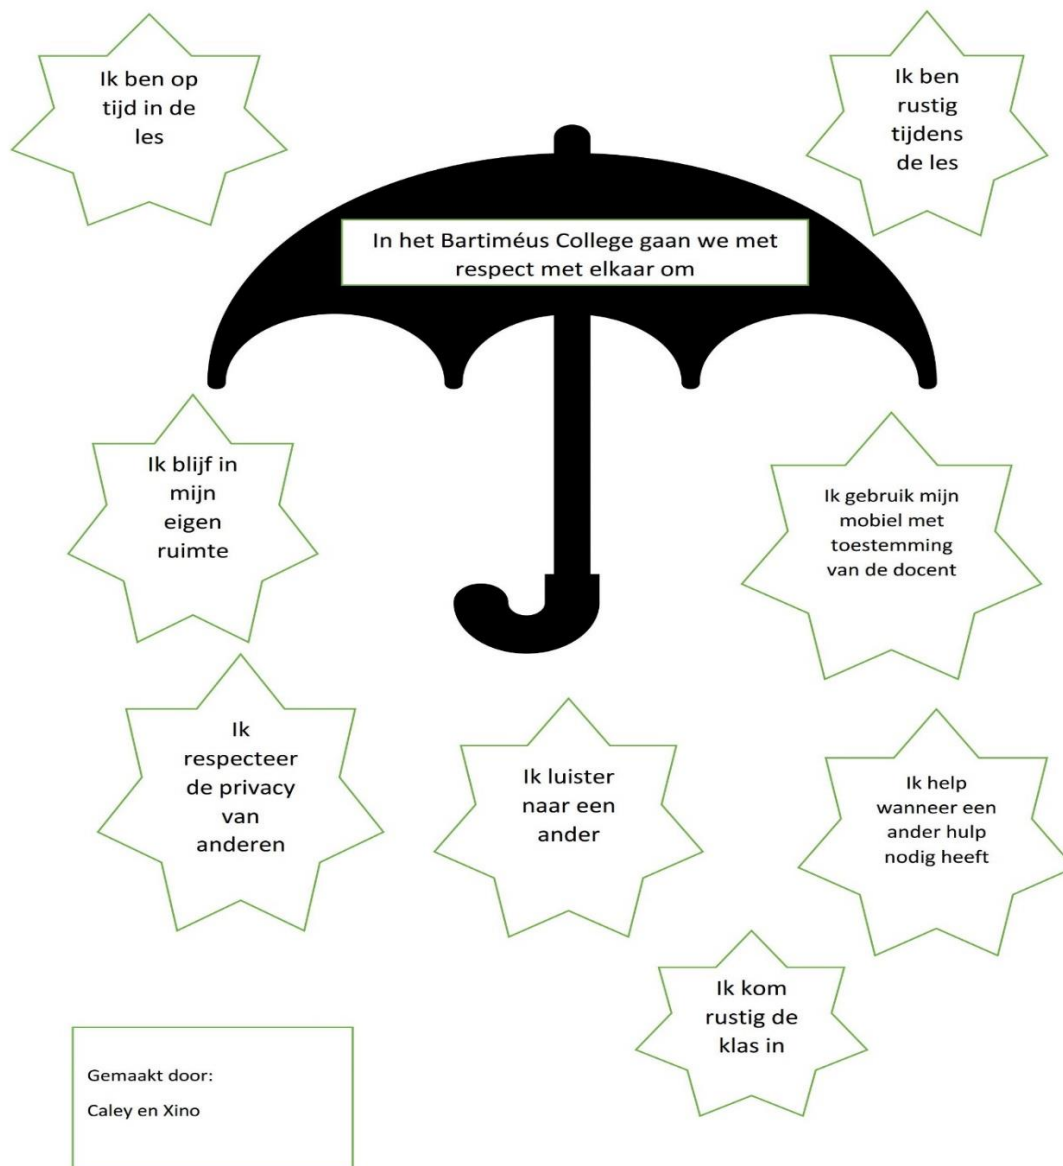 Ik ben op
tijd in de
les
Ik ben
rustig
tijdens
de les
In het Bartiméus College gaan we met
respect met elkaar om
Ik blijf in
mijn
eigen
ruimte
Ik gebruik mijn
mobiel met
toestemming
van de docent
Ik
respecteer
de privacy
van
anderen
Ik luister
naar een
ander
Ik help
wanneer een
ander hulp
nodig heeft
Ik kom
rustig de
klas in
Gemaakt door:
Caley en Xino